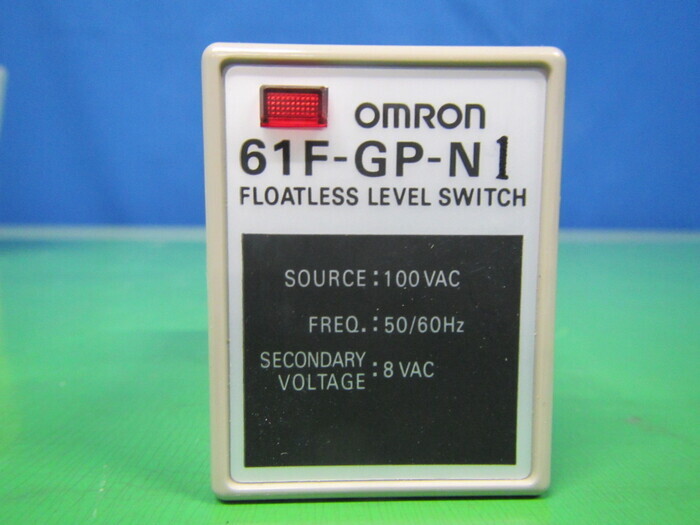 OMRON
61F-GP-N1
FLOATLESS LEVEL SWITCH
SOURCE: 100 VAC
FREQ.: 50/60Hz
SECONDARY
VOLTAGE: 8 VAC